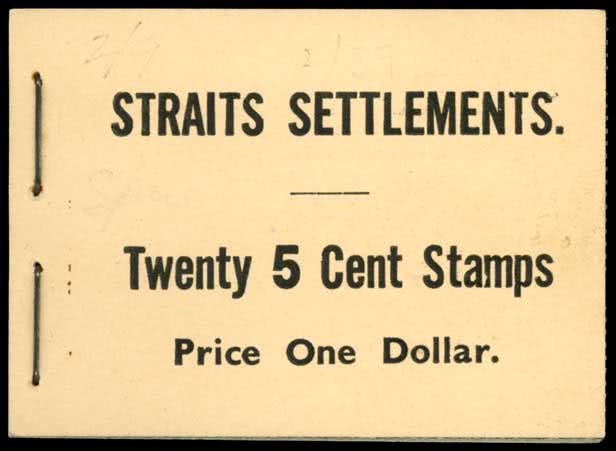 STRAITS SETTLEMENTS.
Twenty 5 Cent Stamps
Price One Dollar.